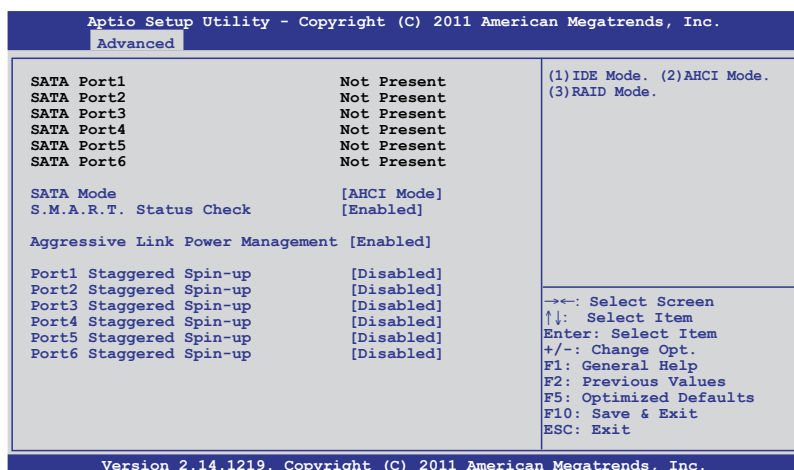 Aptio Setup Utility - Copyright (C) 2011 American Megatrends, Inc.
Advanced
SATA Port1 Not Present
SATA Port2 Not Present
SATA Port3 Not Present
SATA Port4 Not Present
SATA Port5 Not Present
SATA Port6 Not Present
SATA Mode [AHCI Mode]
S.M.A.R.T. Status Check [Enabled]
Aggressive Link Power Management [Enabled]
Port1 Staggered Spin-up [Disabled]
Port2 Staggered Spin-up [Disabled]
Port3 Staggered Spin-up [Disabled]
Port4 Staggered Spin-up [Disabled]
Port5 Staggered Spin-up [Disabled]
Port6 Staggered Spin-up [Disabled]
(1)IDE Mode. (2)AHCI Mode.
(3)RAID Mode.
→←: Select Screen
↑↓: Select Item
Enter: Select Item
+/-: Change Opt.
F1: General Help
F2: Previous Values
F5: Optimized Defaults
F10: Save & Exit
ESC: Exit
Version 2.14.1219. Copyright (C) 2011 American Megatrends, Inc.